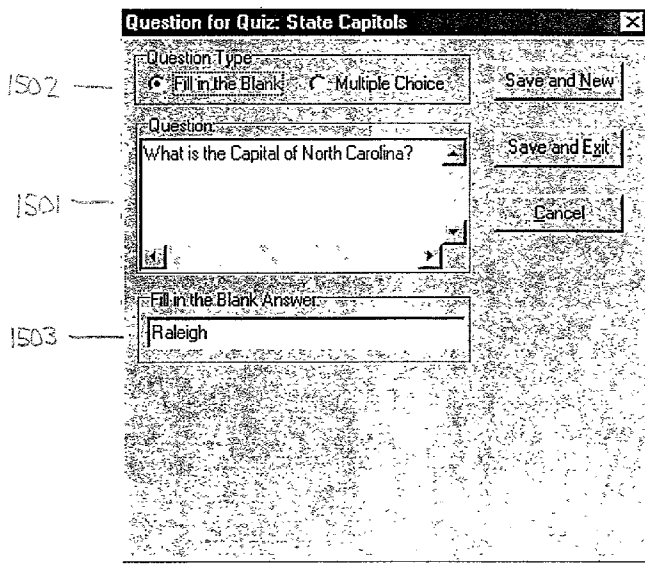 Question for Quiz: State Capitols
Question Type
1502
Fill in the Blank
Multiple Choice
Save and New
Question
What is the Capital of North Carolina?
Save and Exit
1501
Cancel
Fill in the Blank Answer
1503
Raleigh